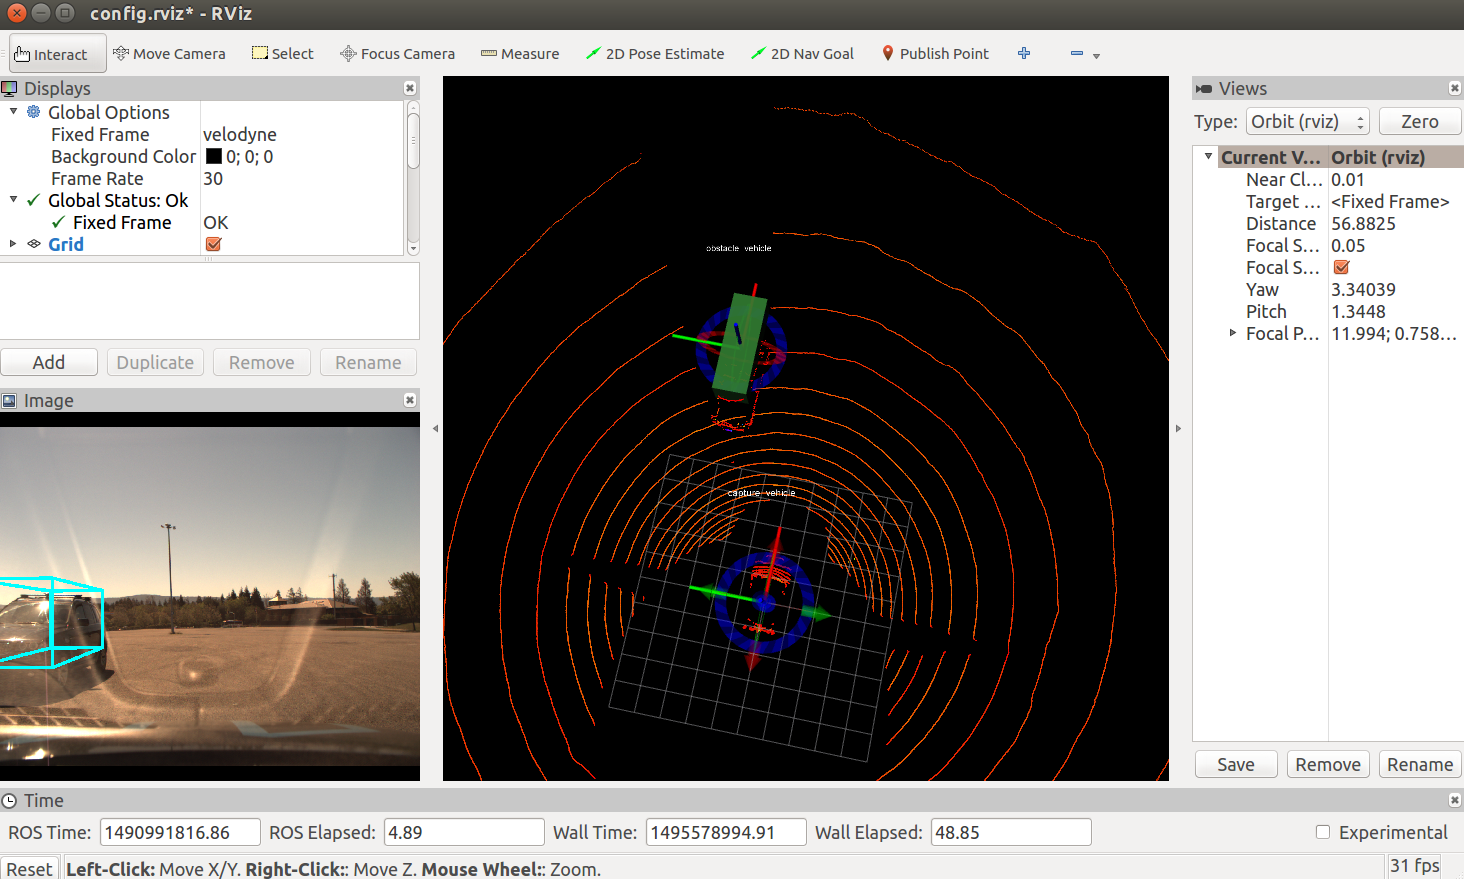 config.rviz* - RViz
Interact Move Camera Select Focus Camera Measure 2D Pose Estimate 2D Nav Goal Publish Point
Displays
Global Options
Fixed Frame velodyne
Background Color 0; 0; 0
Frame Rate 30
Global Status: Ok
Fixed Frame OK
Grid
Add Duplicate Remove Rename
Image
obstacle vehicle
capture vehicle
Views
Type: Orbit (rviz) Zero
Current V... Orbit (rviz)
Near Cl... 0.01
Target ... <Fixed Frame>
Distance 56.8825
Focal S... 0.05
Focal S...
Yaw 3.34039
Pitch 1.3448
Focal P... 11.994; 0.758...
Save Remove Rename
Time
ROS Time: 1490991816.86 ROS Elapsed: 4.89 Wall Time: 1495578994.91 Wall Elapsed: 48.85 Experimental
Reset Left-Click: Move X/Y. Right-Click:: Move Z. Mouse Wheel:: Zoom. 31 fps